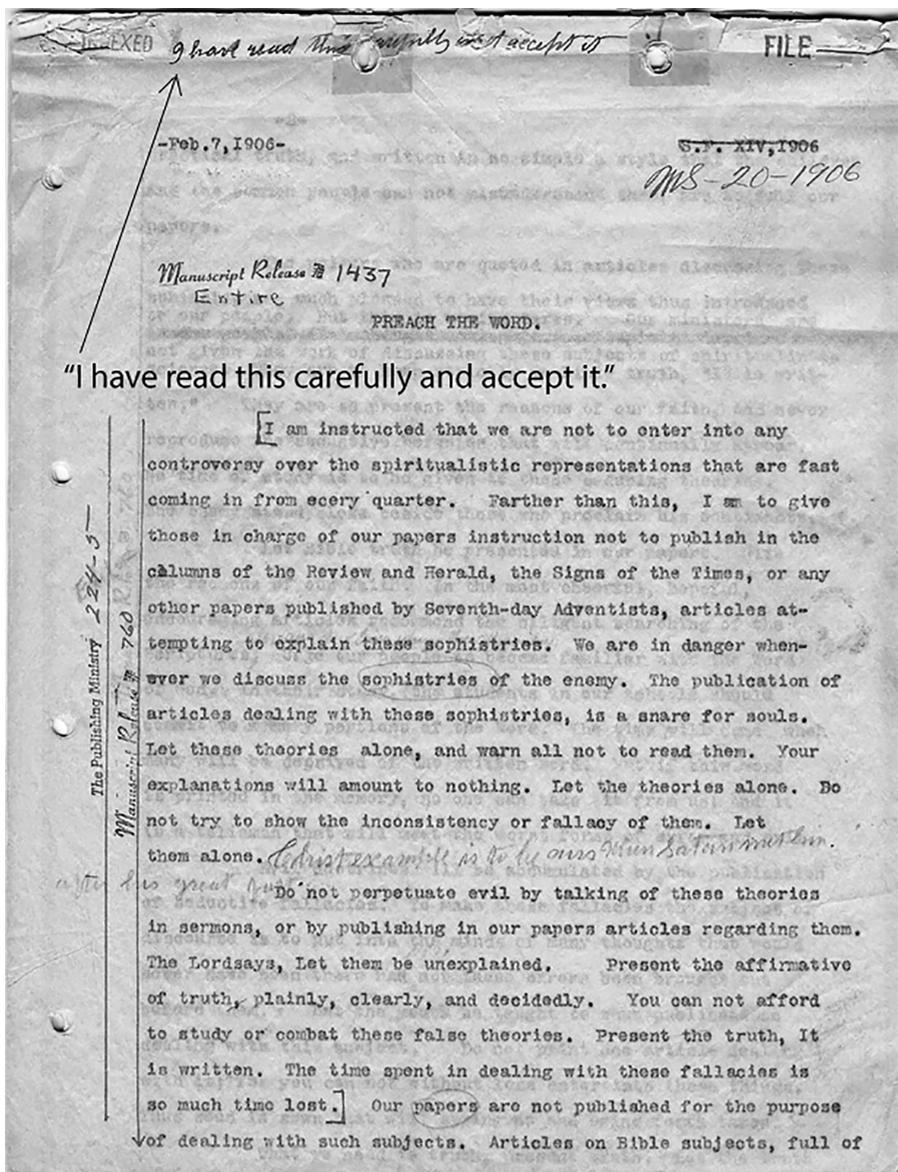 INDEXED I have read this carefully and accept it FILE
-Feb.7,1906-
S.F. XIV,1906
MS-20-1906
Manuscript Release # 1437
Entire
PREACH THE WORD.
"I have read this carefully and accept it."
I am instructed that we are not to enter into any
controversy over the spiritualistic representations that are fast
coming in from ecery quarter. Farther than this, I am to give
those in charge of our papers instruction not to publish in the
columns of the Review and Herald, the Signs of the Times, or any
other papers published by Seventh-day Adventists, articles at-
tempting to explain these sophistries. We are in danger when-
ever we discuss the sophistries of the enemy. The publication of
articles dealing with these sophistries, is a snare for souls.
Let these theories alone, and warn all not to read them. Your
explanations will amount to nothing. Let the theories alone. Do
not try to show the inconsistency or fallacy of them. Let
them alone. Christ example is to be ours when Satan met him.
after his great
Do not perpetuate evil by talking of these theories
in sermons, or by publishing in our papers articles regarding them.
The Lordsays, Let them be unexplained. Present the affirmative
of truth, plainly, clearly, and decidedly. You can not afford
to study or combat these false theories. Present the truth, It
is written. The time spent in dealing with these fallacies is
so much time lost.] Our papers are not published for the purpose
of dealing with such subjects. Articles on Bible subjects, full of
The Publishing Ministry 224-5
Manuscript Release # 760